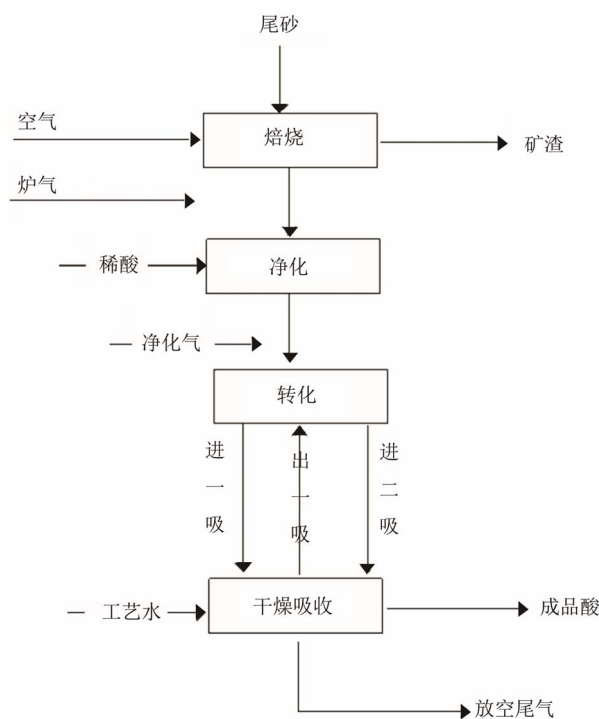 尾砂
空气
焙烧
矿渣
炉气
稀酸
净化
净化气
转化
进一吸
出一吸
进二吸
工艺水
干燥吸收
成品酸
放空尾气